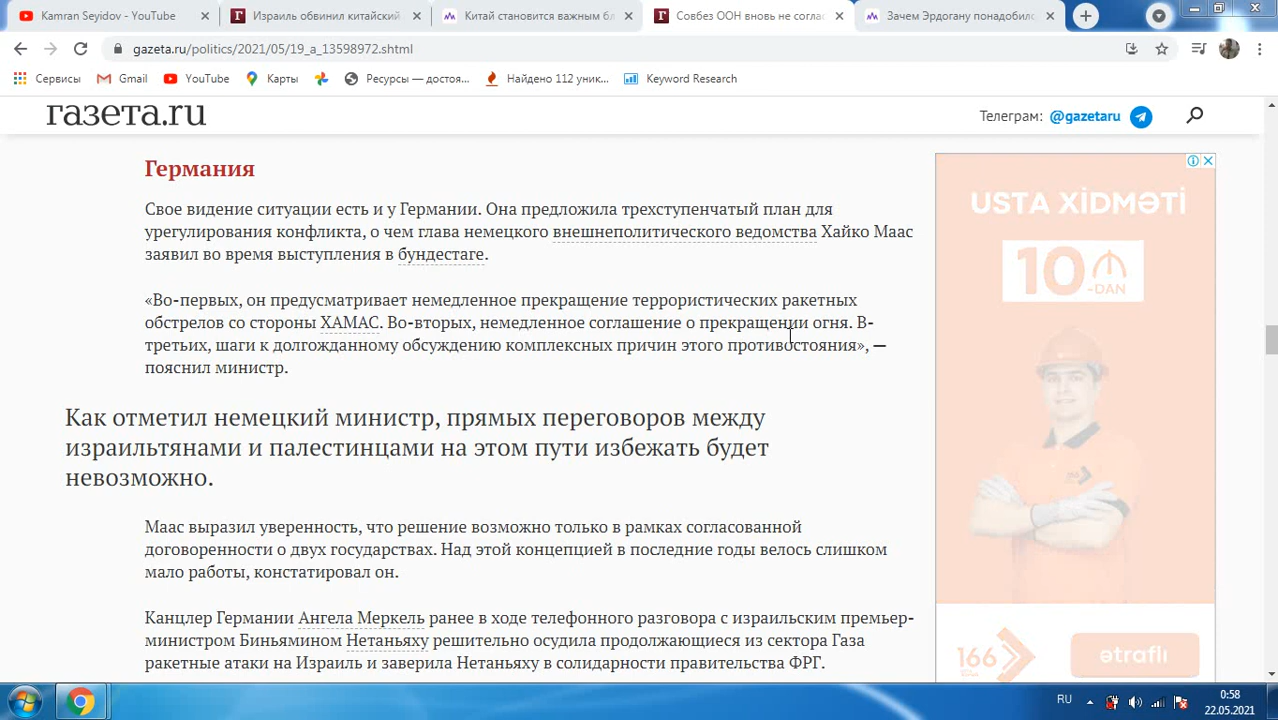 Kamran Seyidov - YouTube
Израиль обвинил китайский
Китай становится важным бл
Совбез ООН вновь не соглас
Зачем Эрдогану понадобилс
gazeta.ru/politics/2021/05/19_a_13598972.shtml
Сервисы
Gmail
YouTube
Карты
Ресурсы — достоя...
Найдено 112 уник...
Keyword Research
газета.ru
Телеграм: @gazetaru
Германия
Свое видение ситуации есть и у Германии. Она предложила трехступенчатый план для
урегулирования конфликта, о чем глава немецкого внешнеполитического ведомства Хайко Маас
заявил во время выступления в бундестаге.
«Во-первых, он предусматривает немедленное прекращение террористических ракетных
обстрелов со стороны ХАМАС. Во-вторых, немедленное соглашение о прекращении огня. В-
третьих, шаги к долгожданному обсуждению комплексных причин этого противостояния», —
пояснил министр.
Как отметил немецкий министр, прямых переговоров между
израильтянами и палестинцами на этом пути избежать будет
невозможно.
Маас выразил уверенность, что решение возможно только в рамках согласованной
договоренности о двух государствах. Над этой концепцией в последние годы велось слишком
мало работы, констатировал он.
Канцлер Германии Ангела Меркель ранее в ходе телефонного разговора с израильским премьер-
министром Биньямином Нетаньяху решительно осудила продолжающиеся из сектора Газа
ракетные атаки на Израиль и заверила Нетаньяху в солидарности правительства ФРГ.
USTA XİDMƏTİ
10 ₼
-DAN
166
ətraflı
RU
0:58
22.05.2021